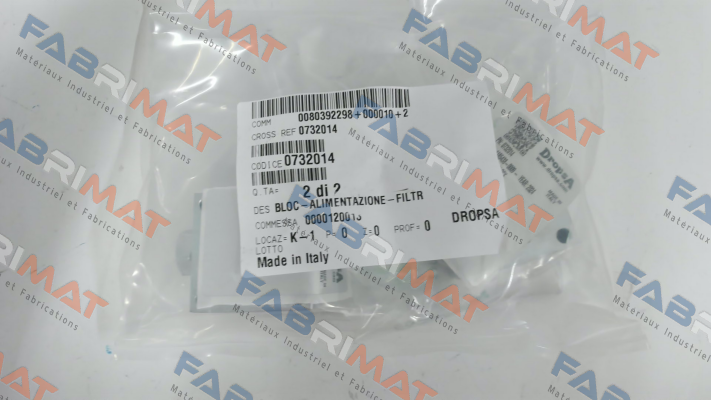 COMM 0080392298+000010+2
CROSS REF 0732014
CODICE 0732014
Q.TA= 2 di 2
DES BLOC-ALIMENTAZIONE-FILTR
COMMESSA
LOCAZ= K-1 P= 0 I=0 PROF= 0 DROPSA
LOTTO
Made in Italy
DropsA
FABRIMAT
Materiaux Industriel et Fabrications